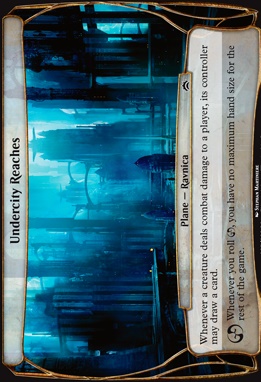 Undercity Reaches
Plane — Ravnica
Whenever a creature deals combat damage to a player, its controller
may draw a card.
Whenever you roll , you have no maximum hand size for the
rest of the game.
Stephan Martiniere